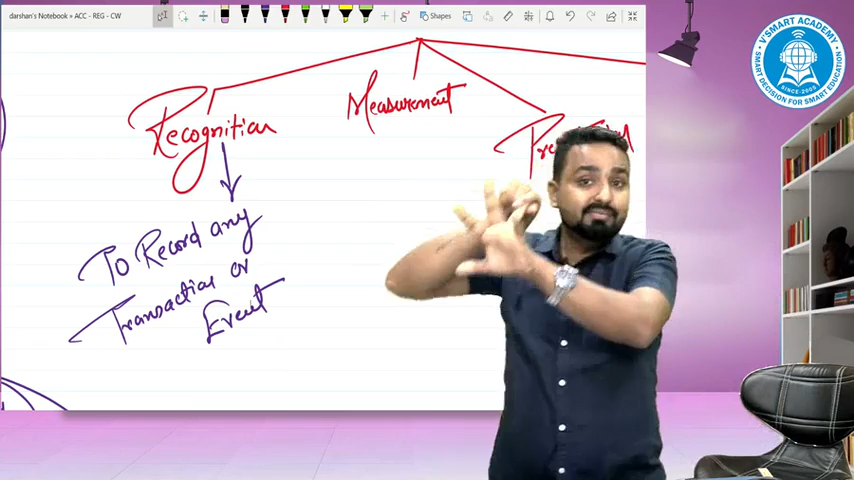 darshan's Notebook » ACC - REG - CW
Shapes
V'SMART ACADEMY
SMART DECISION FOR SMART EDUCATION
SINCE-2005
Recognition
Measurement
To Record any
Transaction or
Event